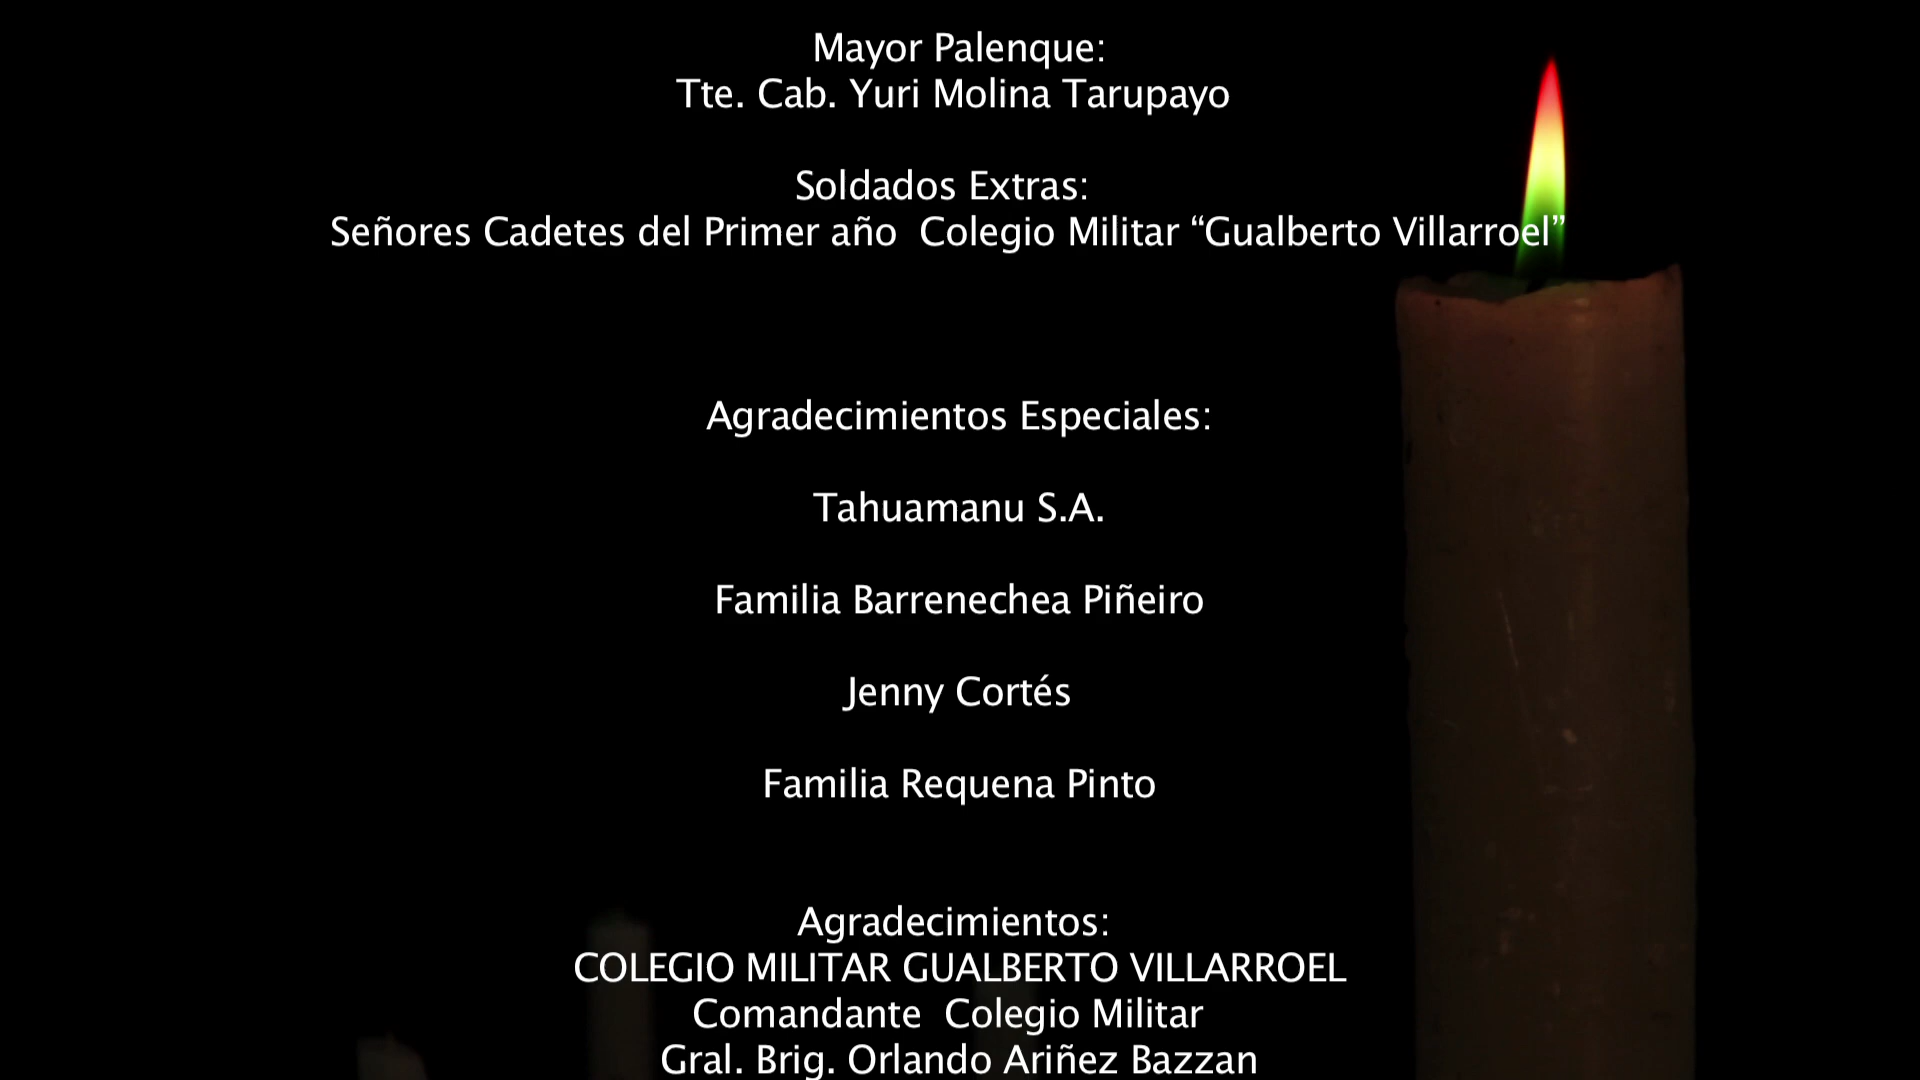 Mayor Palenque:
Tte. Cab. Yuri Molina Tarupayo
Soldados Extras:
Señores Cadetes del Primer año  Colegio Militar “Gualberto Villarroel”
Agradecimientos Especiales:
Tahuamanu S.A.
Familia Barrenechea Piñeiro
Jenny Cortés
Familia Requena Pinto
Agradecimientos:
COLEGIO MILITAR GUALBERTO VILLARROEL
Comandante  Colegio Militar
Gral. Brig. Orlando Ariñez Bazzan